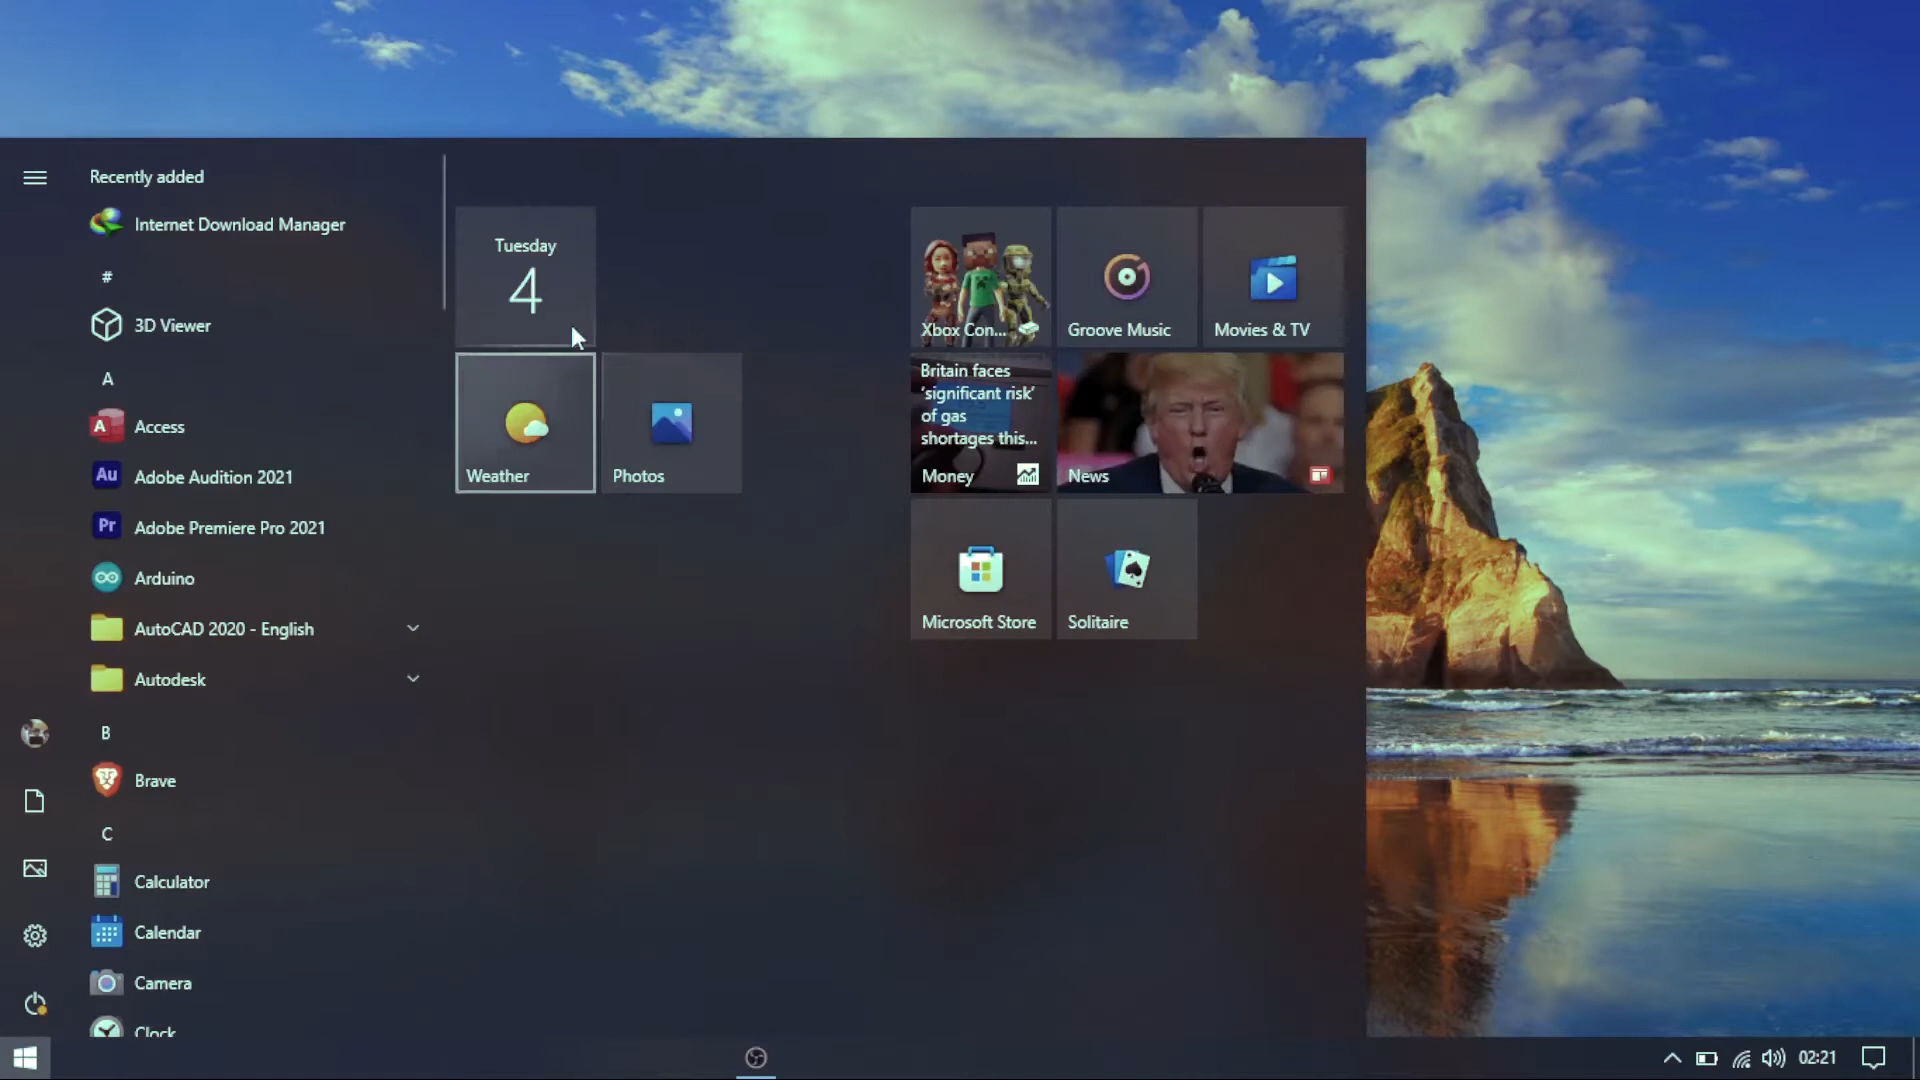 Recently added
Internet Download Manager
#
3D Viewer
A
Access
Au
Adobe Audition 2021
Pr
Adobe Premiere Pro 2021
Arduino
AutoCAD 2020 - English
Autodesk
B
Brave
C
Calculator
Calendar
Camera
Clock
Tuesday
4
Weather
Photos
Xbox Con...
Groove Music
Movies & TV
Britain faces
‘significant risk’
of gas
shortages this...
Money
News
Microsoft Store
Solitaire
02:21